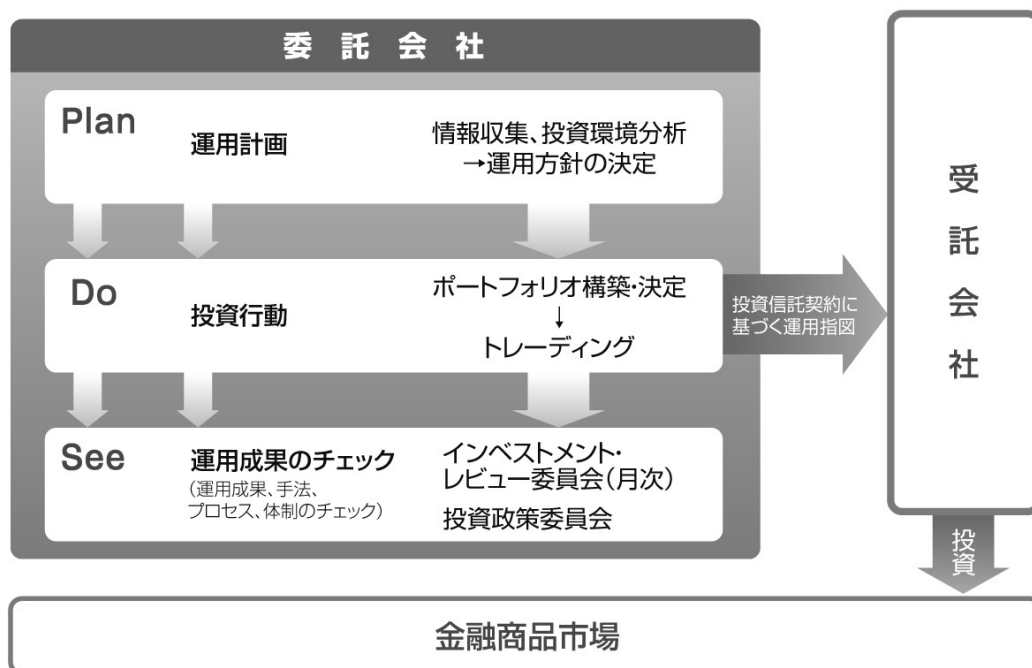 委託会社
Plan
運用計画
情報収集、投資環境分析
→運用方針の決定
Do
投資行動
ポートフォリオ構築・決定
↓
トレーディング
投資信託契約に
基づく運用指図
See
運用成果のチェック
(運用成果、手法、
プロセス、体制のチェック)
インベストメント・
レビュー委員会(月次)
投資政策委員会
受託会社
投資
金融商品市場